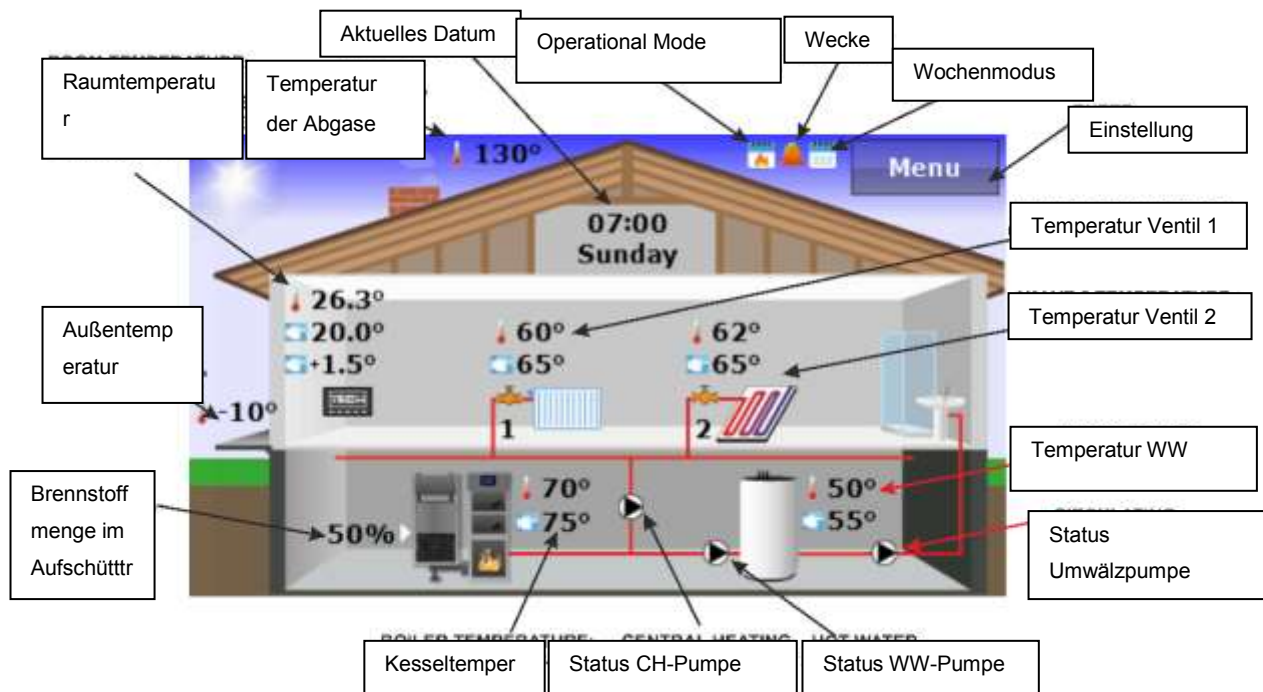 Aktuelles Datum
Operational Mode
Wecke
Wochenmodus
Raumtemperatu
r
Temperatur
der Abgase
Einstellung
130°
Menu
07:00
Sunday
Temperatur Ventil 1
26.3°
20.0°
+1.5°
60°
65°
62°
65°
Temperatur Ventil 2
Außentemp
eratur
TECH
-10°
1
2
Temperatur WW
Brennstoff
menge im
Aufschütttr
50%
70°
75°
50°
55°
Status
Umwälzpumpe
BOILER TEMPERATURE: CENTRAL HEATING HOT WATER
Kesseltemper
Status CH-Pumpe
Status WW-Pumpe